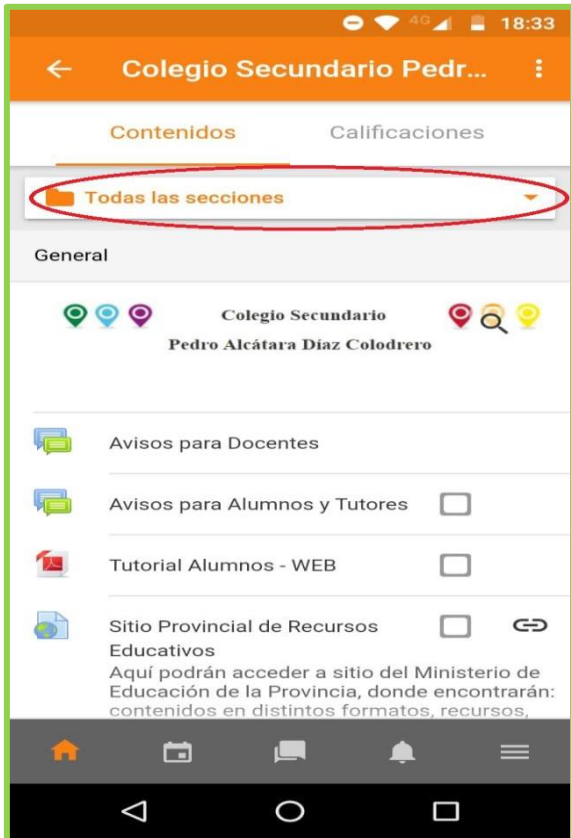 4G 18:33
Colegio Secundario Pedr...
Contenidos Calificaciones
Todas las secciones
General
Colegio Secundario
Pedro Alcátara Díaz Colodrero
Avisos para Docentes
Avisos para Alumnos y Tutores
Tutorial Alumnos - WEB
Sitio Provincial de Recursos
Educativos
Aquí podrán acceder a sitio del Ministerio de
Educación de la Provincia, donde encontrarán:
contenidos en distintos formatos, recursos,